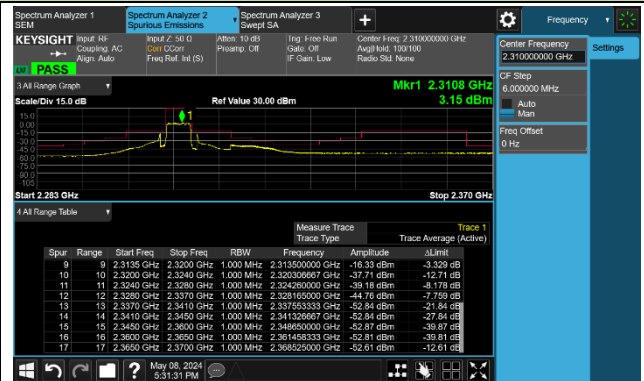 Spectrum Analyzer 1
SEM
Spectrum Analyzer 2
Spurious Emissions
Spectrum Analyzer 3
Swept SA
Frequency
KEYSIGHT
Input: RF
Coupling: AC
Align: Auto
Input Z: 50 Ω
Corr CCorr
Freq Ref: Int (S)
Atten: 10 dB
Preamp: Off
Trig: Free Run
Gate: Off
IF Gain: Low
Center Freq: 2.310000000 GHz
Avg|Hold: 100/100
Radio Std: None
PASS
Center Frequency
2.310000000 GHz
Settings
CF Step
6.000000 MHz
Auto
Man
Freq Offset
0 Hz
3 All Range Graph
Mkr1 2.3108 GHz
Scale/Div 15.0 dB
Ref Value 30.00 dBm
3.15 dBm
15.0
0.00
-15.0
-30.0
-45.0
-60.0
-75.0
-90.0
-105
1
Start 2.283 GHz
Stop 2.370 GHz
4 All Range Table
Measure Trace Trace 1
Trace Type Trace Average (Active)
Spur Range Start Freq Stop Freq RBW Frequency Amplitude ΔLimit
9 9 2.3135 GHz 2.3200 GHz 1.000 MHz 2.313500000 GHz -16.33 dBm -3.329 dB
10 10 2.3200 GHz 2.3240 GHz 1.000 MHz 2.320306667 GHz -37.71 dBm -12.71 dB
11 11 2.3240 GHz 2.3280 GHz 1.000 MHz 2.324260000 GHz -39.18 dBm -8.178 dB
12 12 2.3280 GHz 2.3370 GHz 1.000 MHz 2.328165000 GHz -44.76 dBm -7.759 dB
13 13 2.3370 GHz 2.3410 GHz 1.000 MHz 2.337553333 GHz -52.84 dBm -21.84 dB
14 14 2.3410 GHz 2.3450 GHz 1.000 MHz 2.341326667 GHz -52.84 dBm -27.84 dB
15 15 2.3450 GHz 2.3600 GHz 1.000 MHz 2.348650000 GHz -52.87 dBm -39.87 dB
16 16 2.3600 GHz 2.3650 GHz 1.000 MHz 2.361458333 GHz -52.81 dBm -39.81 dB
17 17 2.3650 GHz 2.3700 GHz 1.000 MHz 2.368525000 GHz -52.61 dBm -12.61 dB
May 08, 2024
5:31:31 PM